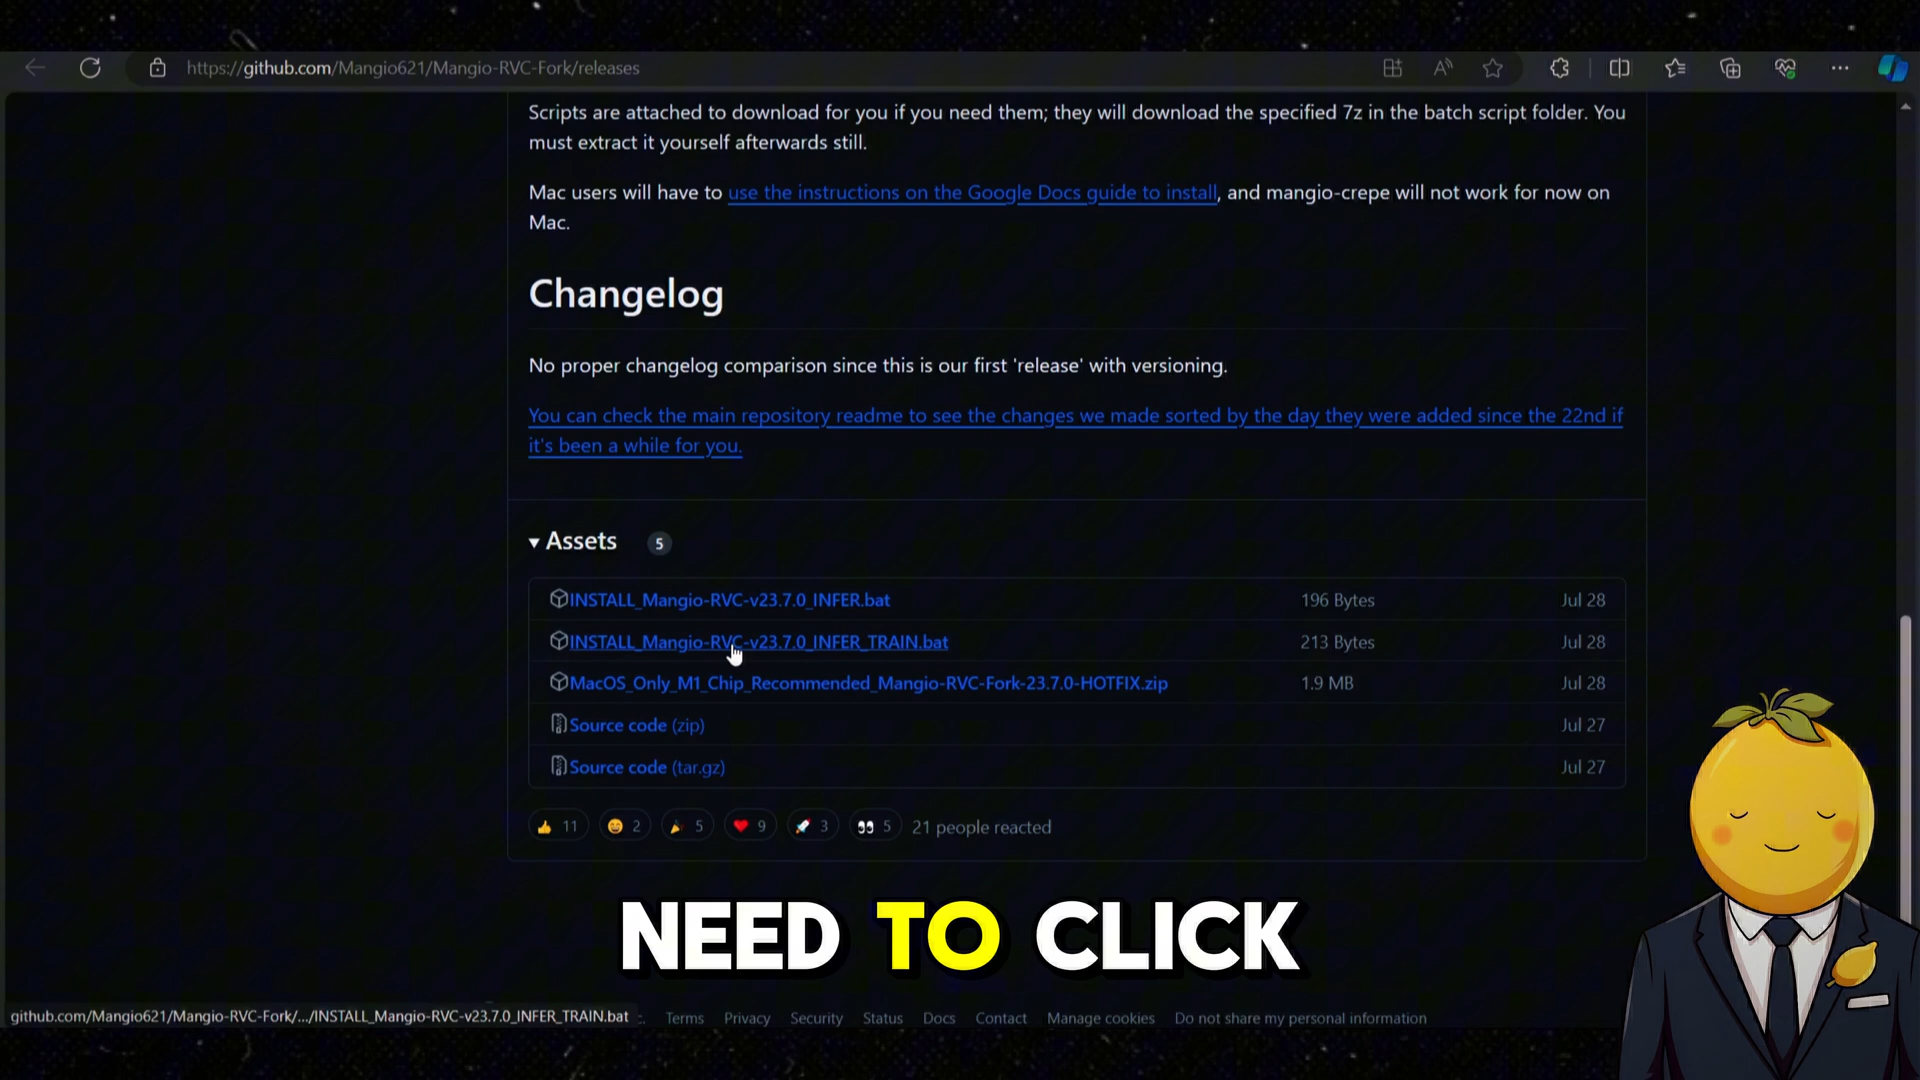 https://github.com/Mangio621/Mangio-RVC-Fork/releases
Scripts are attached to download for you if you need them; they will download the specified 7z in the batch script folder. You
must extract it yourself afterwards still.
Mac users will have to use the instructions on the Google Docs guide to install, and mangio-crepe will not work for now on
Mac.
Changelog
No proper changelog comparison since this is our first 'release' with versioning.
You can check the main repository readme to see the changes we made sorted by the day they were added since the 22nd if
it's been a while for you.
Assets 5
INSTALL_Mangio-RVC-v23.7.0_INFER.bat 196 Bytes Jul 28
INSTALL_Mangio-RVC-v23.7.0_INFER_TRAIN.bat 213 Bytes Jul 28
MacOS_Only_M1_Chip_Recommended_Mangio-RVC-Fork-23.7.0-HOTFIX.zip 1.9 MB Jul 28
Source code (zip) Jul 27
Source code (tar.gz) Jul 27
11 2 5 9 3 5 21 people reacted
NEED TO CLICK
github.com/Mangio621/Mangio-RVC-Fork/.../INSTALL_Mangio-RVC-v23.7.0_INFER_TRAIN.bat Terms Privacy Security Status Docs Contact Manage cookies Do not share my personal information